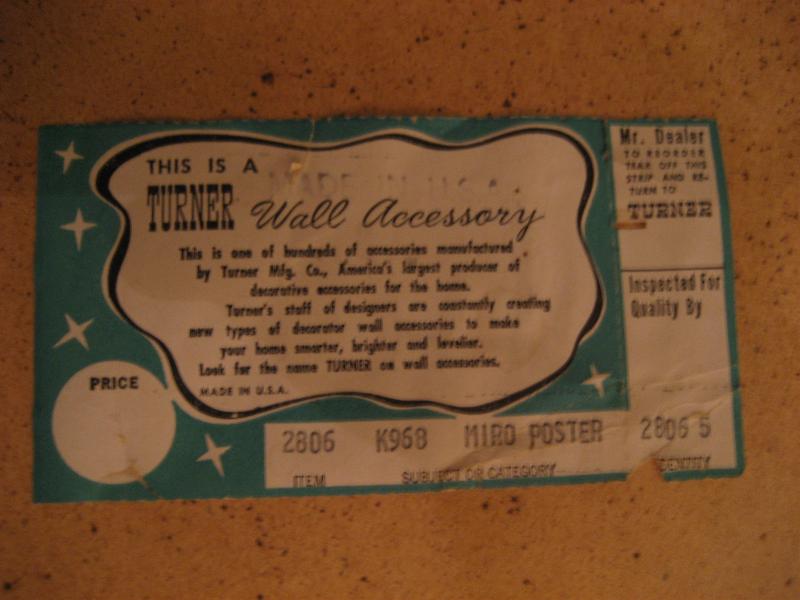 THIS IS A
MADE IN U.S.A.
TURNER Wall Accessory
This is one of hundreds of accessories manufactured
by Turner Mfg. Co., America's largest producer of
decorative accessories for the home.
Turner's staff of designers are constantly creating
new types of decorator wall accessories to make
your home smarter, brighter and lovelier.
Look for the name TURNER on wall accessories.
MADE IN U.S.A.
PRICE
2806 K968 MIRO POSTER
ITEM SUBJECT OR CATEGORY
Mr. Dealer
TO REORDER
TEAR OFF THIS
STRIP AND RE-
TURN TO
TURNER
Inspected For
Quality By
2806 5
IDENTITY